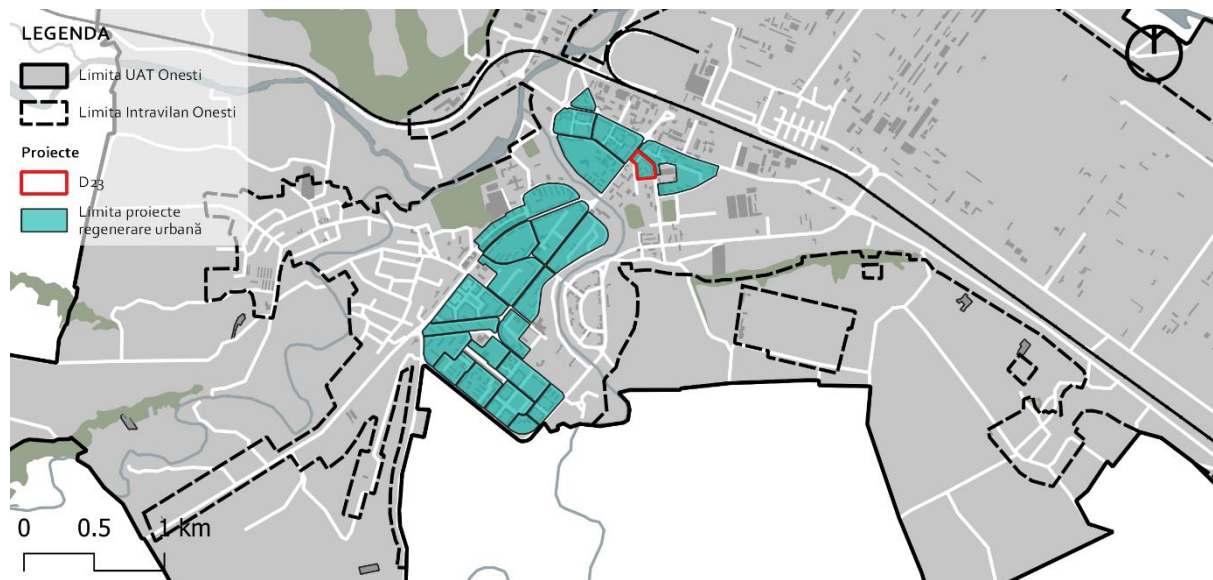 LEGENDA
Limita UAT Onesti
Limita Intravilan Onesti
Proiecte
D23
Limita proiecte
regenerare urbană
0 0.5 1 km